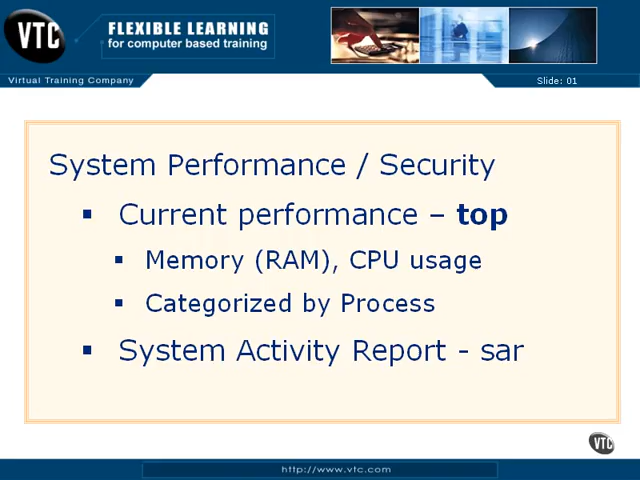 VTC
FLEXIBLE LEARNING
for computer based training
Virtual Training Company
Slide: 01
System Performance / Security
▪ Current performance – top
▪ Memory (RAM), CPU usage
▪ Categorized by Process
▪ System Activity Report - sar
VTC
http://www.vtc.com